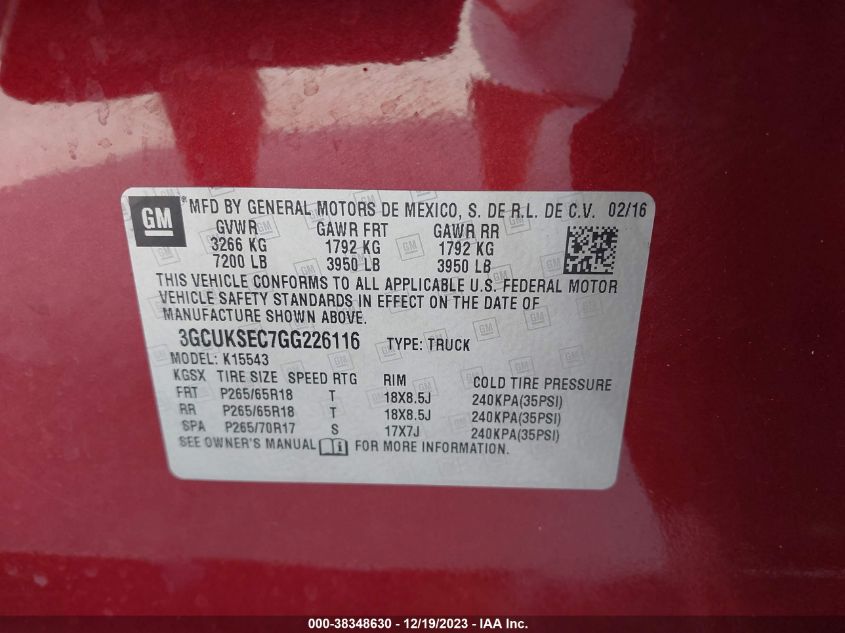 GM ® MFD BY GENERAL MOTORS DE MEXICO, S. DE R.L. DE C.V. 02/16
GVWR GAWR FRT GAWR RR
3266 KG 1792 KG 1792 KG
7200 LB 3950 LB 3950 LB
THIS VEHICLE CONFORMS TO ALL APPLICABLE U.S. FEDERAL MOTOR
VEHICLE SAFETY STANDARDS IN EFFECT ON THE DATE OF
MANUFACTURE SHOWN ABOVE.
3GCUKSEC7GG226116 TYPE: TRUCK
MODEL: K15543
KGSX TIRE SIZE SPEED RTG RIM COLD TIRE PRESSURE
FRT P265/65R18 T 18X8.5J 240KPA(35PSI)
RR P265/65R18 T 18X8.5J 240KPA(35PSI)
SPA P265/70R17 S 17X7J 240KPA(35PSI)
SEE OWNER'S MANUAL FOR MORE INFORMATION.
000-38348630 - 12/19/2023 - IAA Inc.